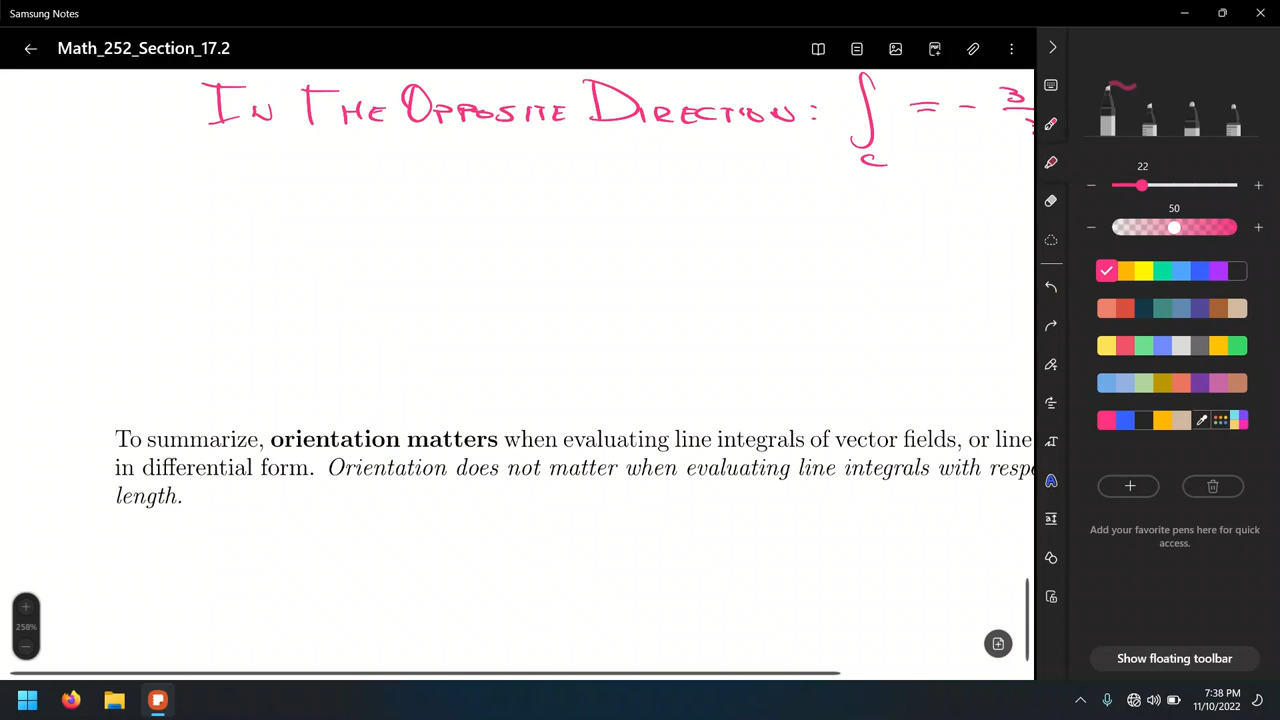 Samsung Notes
Math_252_Section_17.2
IN THE OPPOSITE DIRECTION: ∫ = - 3
C
22
50
To summarize, orientation matters when evaluating line integrals of vector fields, or line
in differential form. Orientation does not matter when evaluating line integrals with resp
length.
258%
Add your favorite pens here for quick
access.
Show floating toolbar
7:38 PM
11/10/2022